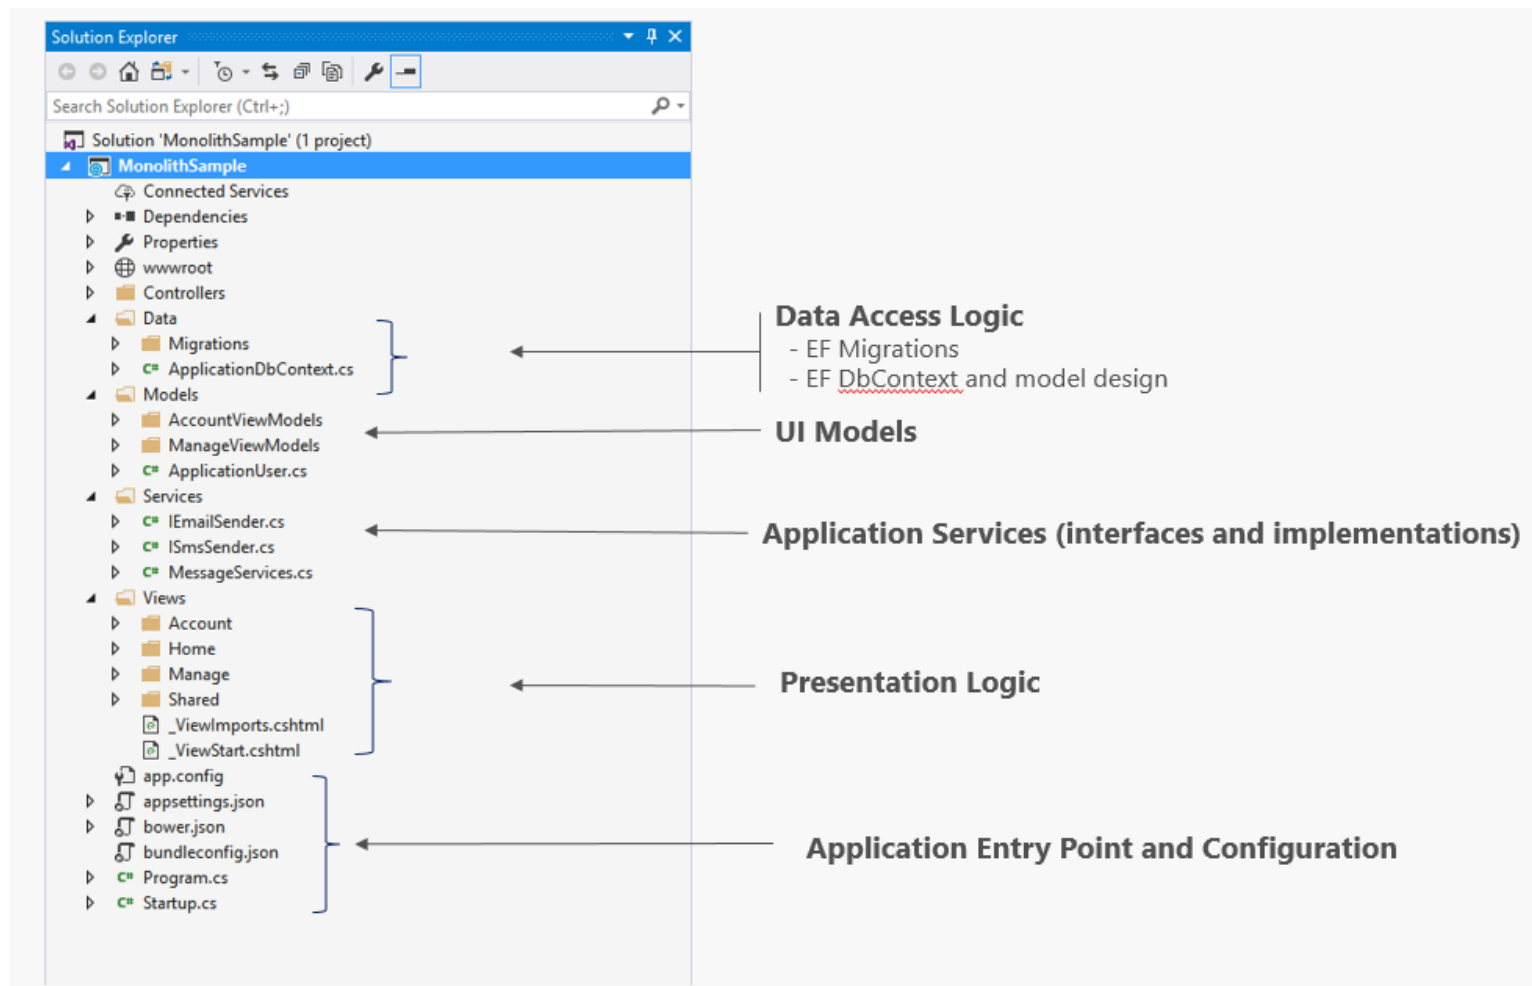 Solution Explorer
Search Solution Explorer (Ctrl+;)
Solution 'MonolithSample' (1 project)
MonolithSample
Connected Services
Dependencies
Properties
wwwroot
Controllers
Data
Migrations
C# ApplicationDbContext.cs
Models
AccountViewModels
ManageViewModels
C# ApplicationUser.cs
Services
C# IEmailSender.cs
C# ISmsSender.cs
C# MessageServices.cs
Views
Account
Home
Manage
Shared
_ViewImports.cshtml
_ViewStart.cshtml
app.config
appsettings.json
bower.json
bundleconfig.json
C# Program.cs
C# Startup.cs
Data Access Logic
- EF Migrations
- EF DbContext and model design
UI Models
Application Services (interfaces and implementations)
Presentation Logic
Application Entry Point and Configuration